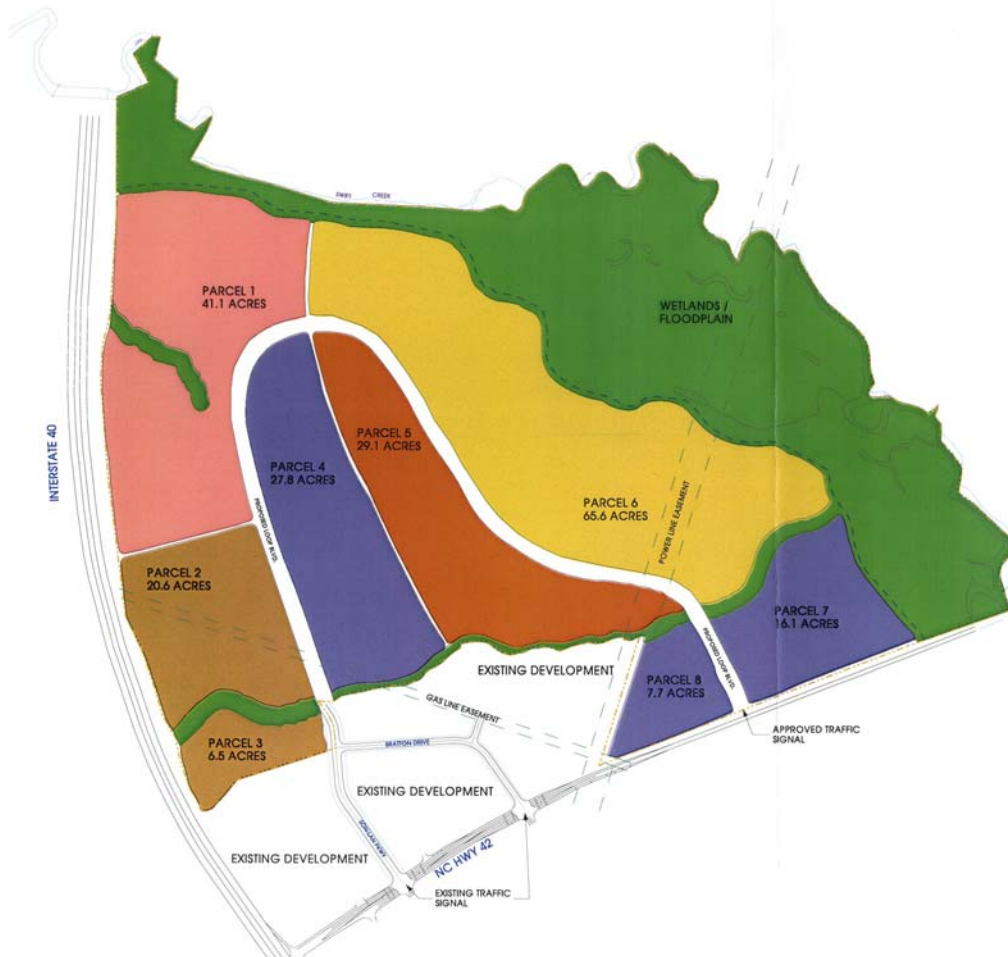 SWIFT CREEK
PARCEL 1
41.1 ACRES
WETLANDS /
FLOODPLAIN
INTERSTATE 40
PARCEL 5
29.1 ACRES
PARCEL 4
27.8 ACRES
PARCEL 6
65.6 ACRES
POWER LINE EASEMENT
PROPOSED LOOP BLVD.
PARCEL 2
20.6 ACRES
PARCEL 7
16.1 ACRES
PROPOSED LOOP BLVD.
EXISTING DEVELOPMENT
PARCEL 8
7.7 ACRES
GAS LINE EASEMENT
APPROVED TRAFFIC
SIGNAL
PARCEL 3
6.5 ACRES
BRATTON DRIVE
EXISTING DEVELOPMENT
EXISTING DEVELOPMENT
NC HWY 42
EXISTING TRAFFIC
SIGNAL